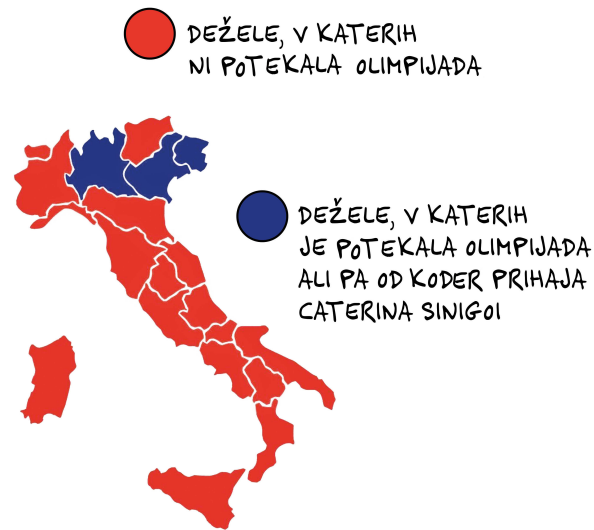 DEŽELE, V KATERIH
NI POTEKALA OLIMPIJADA
DEŽELE, V KATERIH
JE POTEKALA OLIMPIJADA
ALI PA OD KODER PRIHAJA
CATERINA SINIGOI